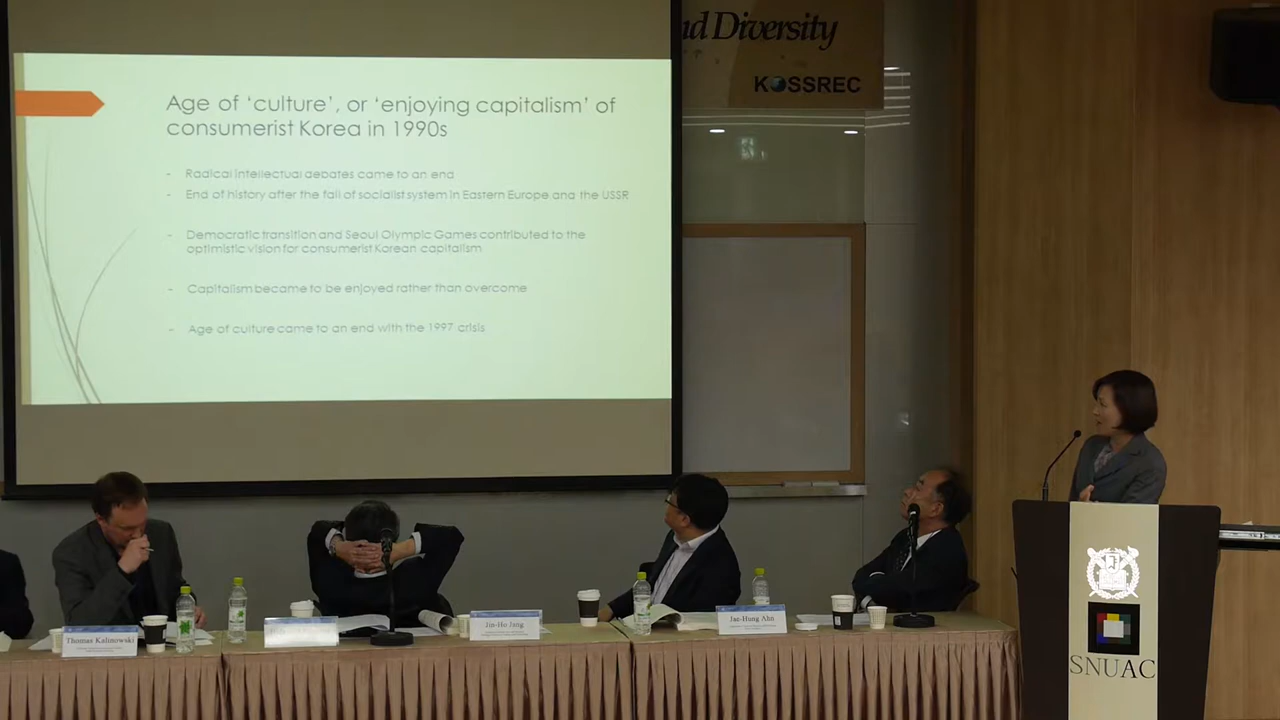 nd Diversity
KOSSREC
Age of ‘culture’, or ‘enjoying capitalism’ of
consumerist Korea in 1990s
- Radical intellectual debates came to an end
- End of history after the fall of socialist system in Eastern Europe and the USSR
- Democratic transition and Seoul Olympic Games contributed to the
optimistic vision for consumerist Korean capitalism
- Capitalism became to be enjoyed rather than overcome
- Age of culture came to an end with the 1997 crisis
Thomas Kalinowski
Jin-Ho Jang
Jae-Hung Ahn
SNUAC